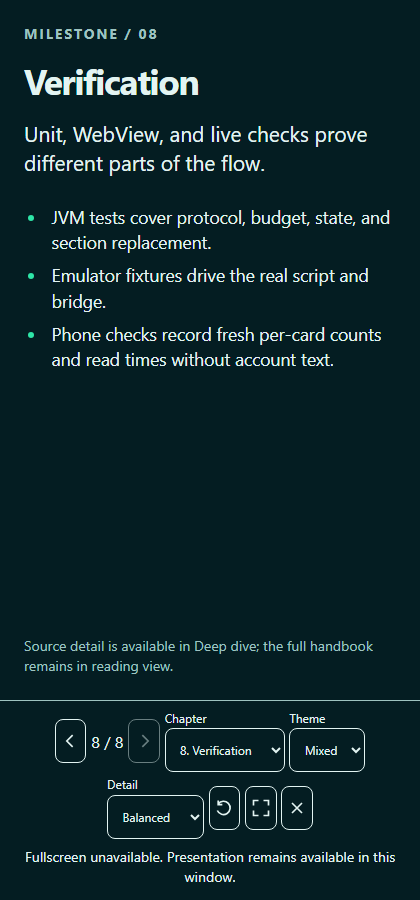 MILESTONE / 08
Verification
Unit, WebView, and live checks prove
different parts of the flow.
JVM tests cover protocol, budget, state, and
section replacement.
Emulator fixtures drive the real script and
bridge.
Phone checks record fresh per-card counts
and read times without account text.
Source detail is available in Deep dive; the full handbook
remains in reading view.
8 / 8
Chapter
8. Verification
Theme
Mixed
Detail
Balanced
Fullscreen unavailable. Presentation remains available in this
window.